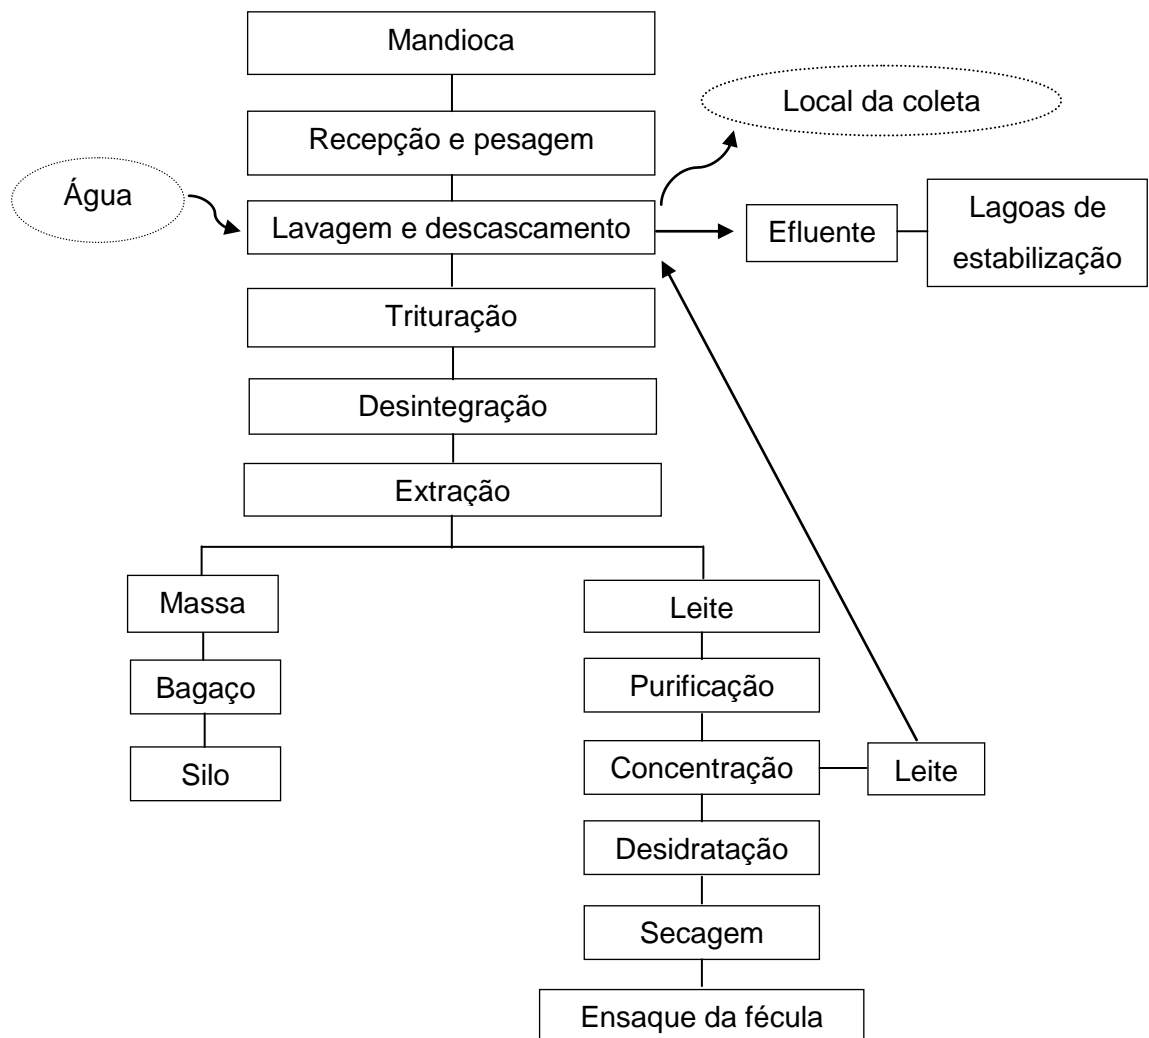 Mandioca
Local da coleta
Recepção e pesagem
Água
Lavagem e descascamento
Efluente
Lagoas de
estabilização
Trituração
Desintegração
Extração
Massa
Leite
Bagaço
Purificação
Silo
Concentração
Leite
Desidratação
Secagem
Ensaque da fécula